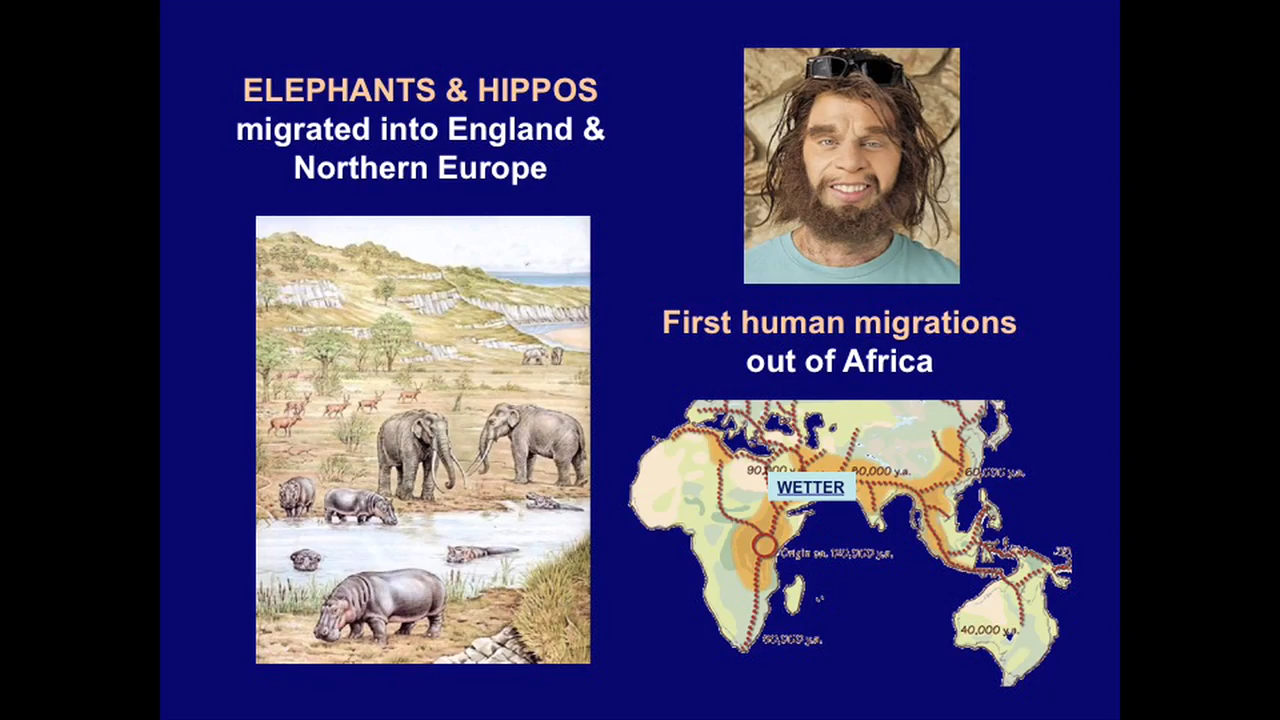 ELEPHANTS & HIPPOS
migrated into England &
Northern Europe
First human migrations
out of Africa
90,000 y.a.
80,000 y.a.
WETTER
40,000 y.a.